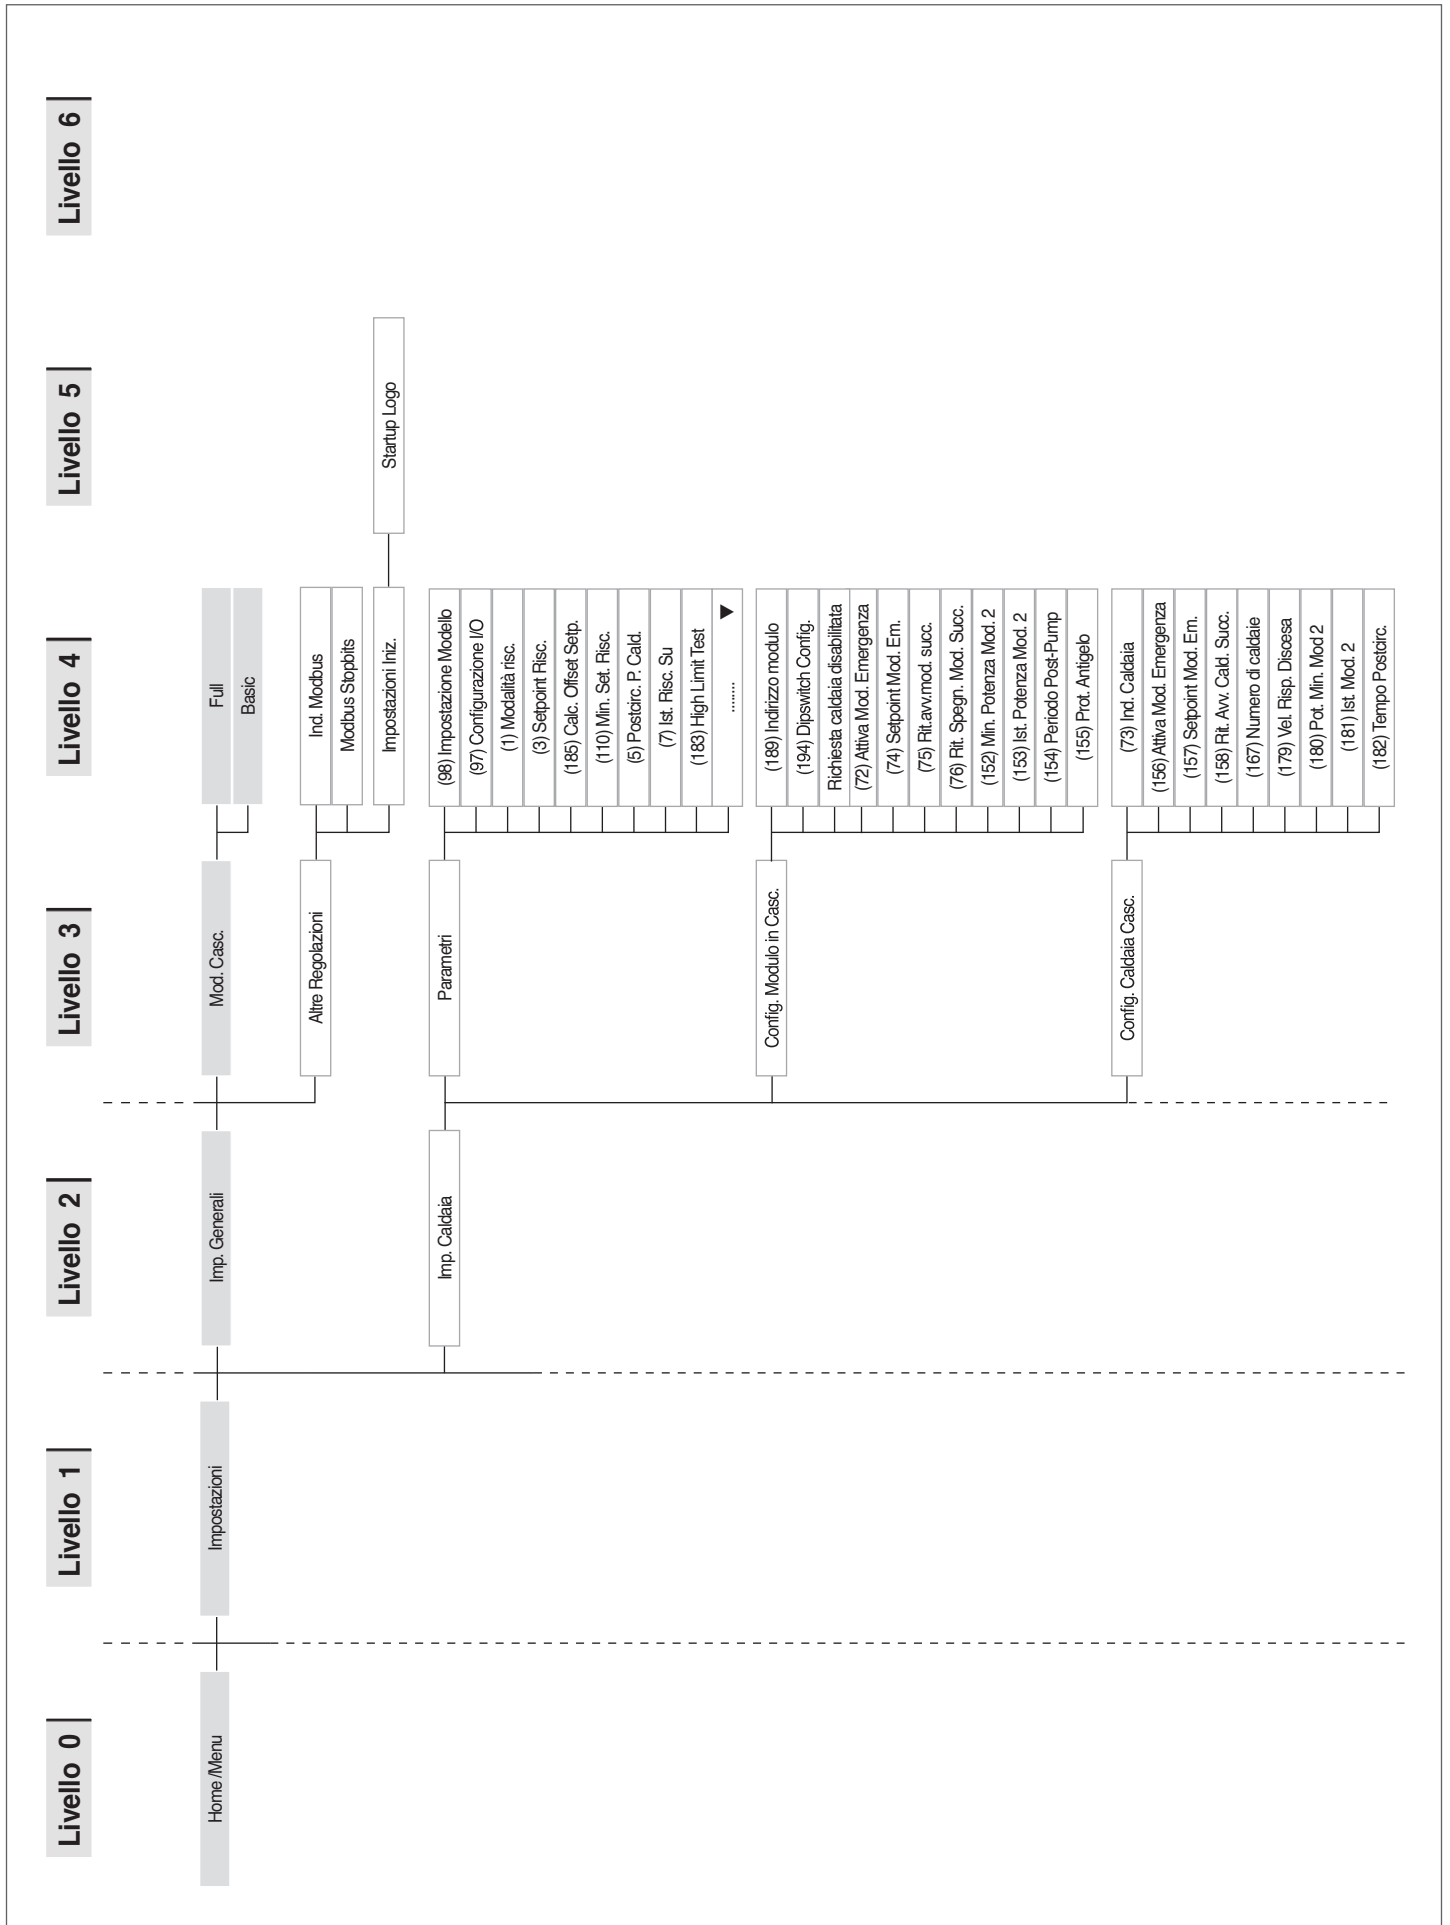 Livello 0
Livello 1
Livello 2
Livello 3
Livello 4
Livello 5
Livello 6
Home /Menu
Impostazioni
Imp. Generali
Mod. Casc.
Full
Basic
Altre Regolazioni
Ind. Modbus
Modbus Stopbits
Impostazioni Iniz.
Startup Logo
Imp. Caldaia
Parametri
(98) Impostazione Modello
(97) Configurazione I/O
(1) Modalità risc.
(3) Setpoint Risc.
(185) Calc. Offset Setp.
(110) Min. Set. Risc.
(5) Postcirc. P. Cald.
(7) Ist. Risc. Su
(183) High Limit Test
........ ▼
Config. Modulo in Casc.
(189) Indirizzo modulo
(194) Dipswitch Config.
Richiesta caldaia disabilitata
(72) Attiva Mod. Emergenza
(74) Setpoint Mod. Em.
(75) Rit.avv.mod. succ.
(76) Rit. Spegn. Mod. Succ.
(152) Min. Potenza Mod. 2
(153) Ist. Potenza Mod. 2
(154) Periodo Post-Pump
(155) Prot. Antigelo
Config. Caldaia Casc.
(73) Ind. Caldaia
(156) Attiva Mod. Emergenza
(157) Setpoint Mod. Em.
(158) Rit. Avv. Cald. Succ.
(167) Numero di caldaie
(179) Vel. Risp. Discesa
(180) Pot. Min. Mod 2
(181) Ist. Mod. 2
(182) Tempo Postcirc.